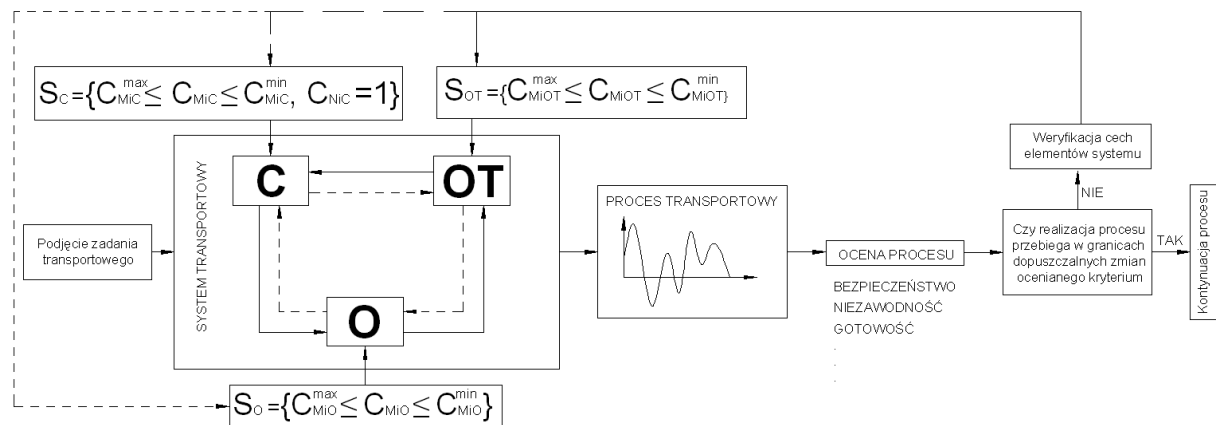 S_C={C_MiC^max ≤ C_MiC ≤ C_MiC^min, C_NiC=1}
S_OT={C_MiOT^max ≤ C_MiOT ≤ C_MiOT^min}
Weryfikacja cech
elementów systemu
NIE
SYSTEM TRANSPORTOWY
C
OT
O
Podjęcie zadania
transportowego
PROCES TRANSPORTOWY
OCENA PROCESU
BEZPIECZEŃSTWO
NIEZAWODNOŚĆ
GOTOWOŚĆ
.
.
.
Czy realizacja procesu
przebiega w granicach
dopuszczalnych zmian
ocenianego kryterium
TAK
Kontynuacja procesu
S_O={C_MiO^max ≤ C_MiO ≤ C_MiO^min}